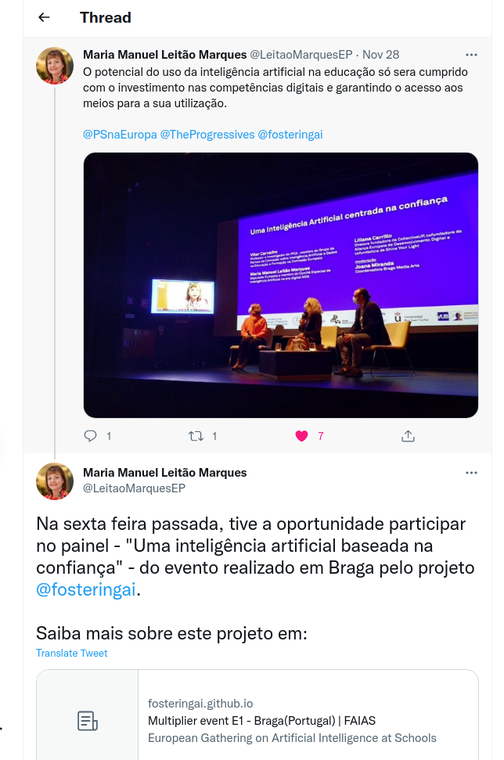 Thread
Maria Manuel Leitão Marques @LeitaoMarquesEP · Nov 28
O potencial do uso da inteligência artificial na educação só sera cumprido
com o investimento nas competências digitais e garantindo o acesso aos
meios para a sua utilização.
@PSnaEuropa @TheProgressives @fosteringai
Uma Inteligência Artificial centrada na confiança
Vitor Carvalho
Liliana Carrillo
Maria Manuel Leitão Marques
Joana Miranda
Coordenadora Braga Media Arts
1
1
7
Maria Manuel Leitão Marques
@LeitaoMarquesEP
Na sexta feira passada, tive a oportunidade participar
no painel - "Uma inteligência artificial baseada na
confiança" - do evento realizado em Braga pelo projeto
@fosteringai.
Saiba mais sobre este projeto em:
Translate Tweet
fosteringai.github.io
Multiplier event E1 - Braga(Portugal) | FAIAS
European Gathering on Artificial Intelligence at Schools